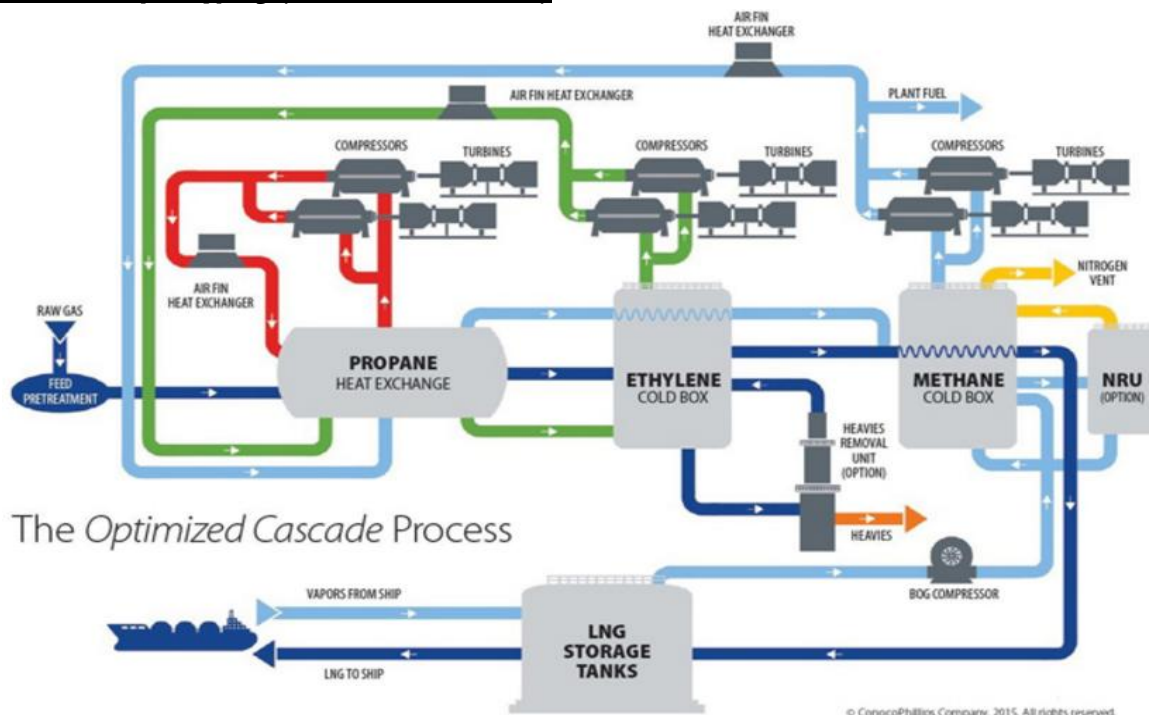 AIR FIN
HEAT EXCHANGER
AIR FIN HEAT EXCHANGER
PLANT FUEL
COMPRESSORS
TURBINES
COMPRESSORS
TURBINES
COMPRESSORS
TURBINES
AIR FIN
HEAT EXCHANGER
NITROGEN
VENT
RAW GAS
FEED
PRETREATMENT
PROPANE
HEAT EXCHANGE
ETHYLENE
COLD BOX
METHANE
COLD BOX
NRU
(OPTION)
HEAVIES
REMOVAL
UNIT
(OPTION)
HEAVIES
The Optimized Cascade Process
BOG COMPRESSOR
VAPORS FROM SHIP
LNG
STORAGE
TANKS
LNG TO SHIP
© ConocoPhillips Company, 2015. All rights reserved.